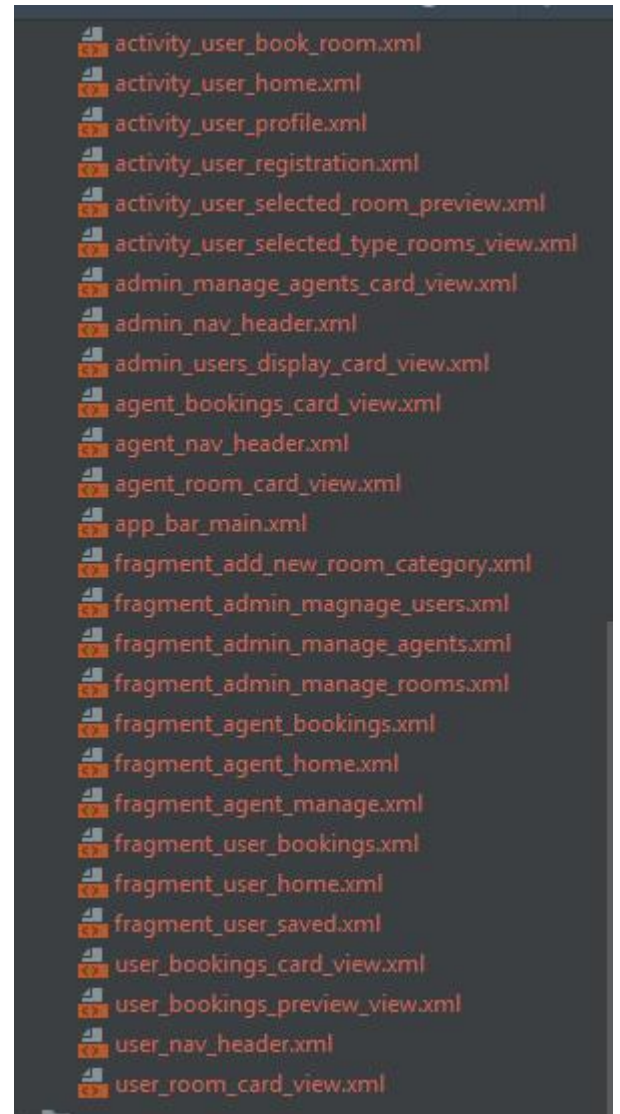 activity_user_book_room.xml
activity_user_home.xml
activity_user_profile.xml
activity_user_registration.xml
activity_user_selected_room_preview.xml
activity_user_selected_type_rooms_view.xml
admin_manage_agents_card_view.xml
admin_nav_header.xml
admin_users_display_card_view.xml
agent_bookings_card_view.xml
agent_nav_header.xml
agent_room_card_view.xml
app_bar_main.xml
fragment_add_new_room_category.xml
fragment_admin_magnage_users.xml
fragment_admin_manage_agents.xml
fragment_admin_manage_rooms.xml
fragment_agent_bookings.xml
fragment_agent_home.xml
fragment_agent_manage.xml
fragment_user_bookings.xml
fragment_user_home.xml
fragment_user_saved.xml
user_bookings_card_view.xml
user_bookings_preview_view.xml
user_nav_header.xml
user_room_card_view.xml